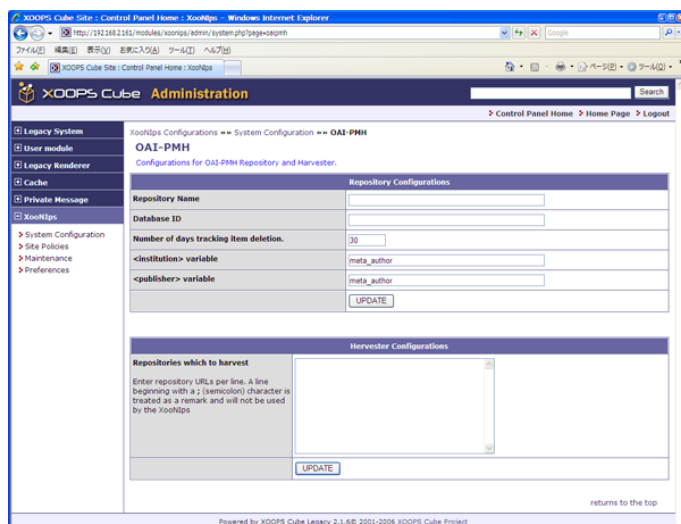 XOOPS Cube Site : Control Panel Home : XooNIps - Windows Internet Explorer
http://192.168.2.161/modules/xoonips/admin/system.php?page=oaipmh
Google
ファイル(F) 編集(E) 表示(V) お気に入り(A) ツール(T) ヘルプ(H)
XOOPS Cube Site : Control Panel Home : XooNIps
ページ(P) ツール(O)
XOOPS Cube Administration
Search
Control Panel Home Home Page Logout
Legacy System
User module
Legacy Renderer
Cache
Private Message
XooNIps
System Configuration
Site Policies
Maintenance
Preferences
XooNIps Configurations »» System Configuration »» OAI-PMH
OAI-PMH
Configurations for OAI-PMH Repository and Harvester.
Repository Configurations
Repository Name
Database ID
Number of days tracking item deletion.
30
<institution> variable
meta_author
<publisher> variable
meta_author
UPDATE
Hervester Configurations
Repositories which to harvest
Enter repository URLs per line. A line
beginning with a ; (semicolon) character is
treated as a remark and will not be used
by the XooNIps
UPDATE
returns to the top
Powered by XOOPS Cube Legacy 2.1.6© 2001-2006 XOOPS Cube Project